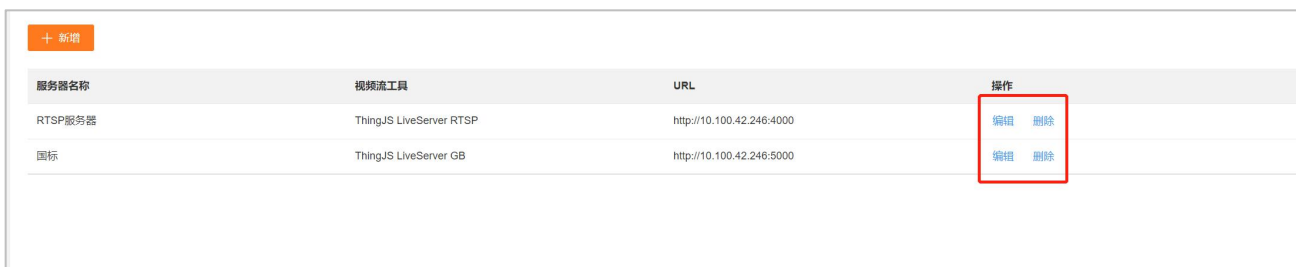 + 新增
服务器名称 视频流工具 URL 操作
RTSP服务器 ThingJS LiveServer RTSP http://10.100.42.246:4000 编辑 删除
国标 ThingJS LiveServer GB http://10.100.42.246:5000 编辑 删除